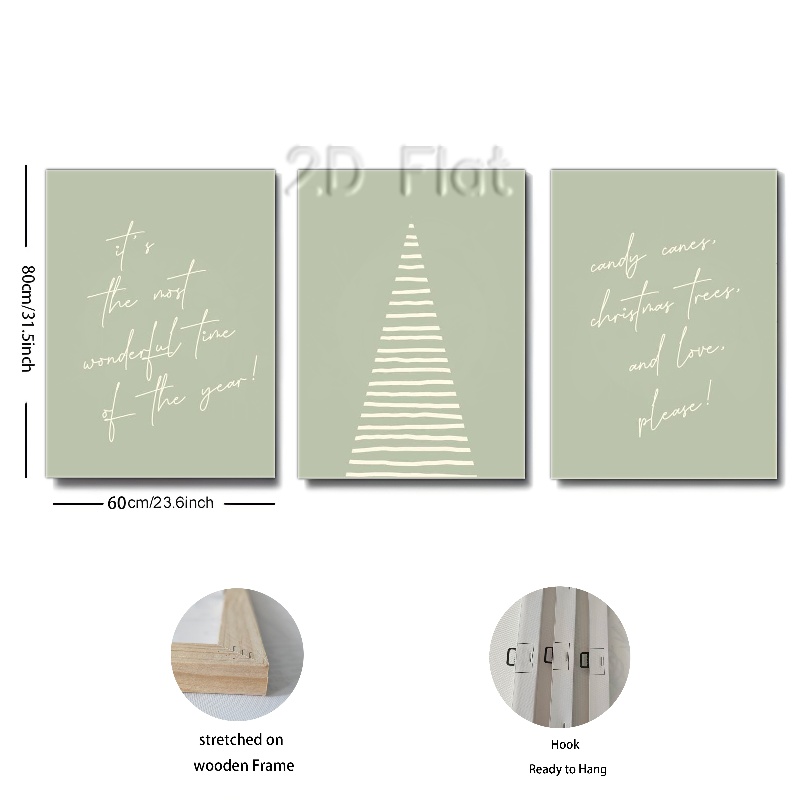 2D Flat
80cm/31.5inch
it's
the most
wonderful time
of the year!
candy canes,
christmas trees,
and love,
please!
60cm/23.6inch
stretched on
wooden Frame
Hook
Ready to Hang